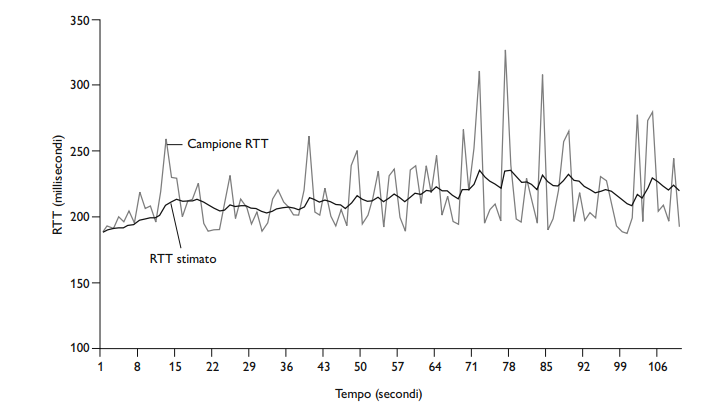 350
300
250
200
150
100
RTT (millisecondi)
Campione RTT
RTT stimato
1 8 15 22 29 36 43 50 57 64 71 78 85 92 99 106
Tempo (secondi)